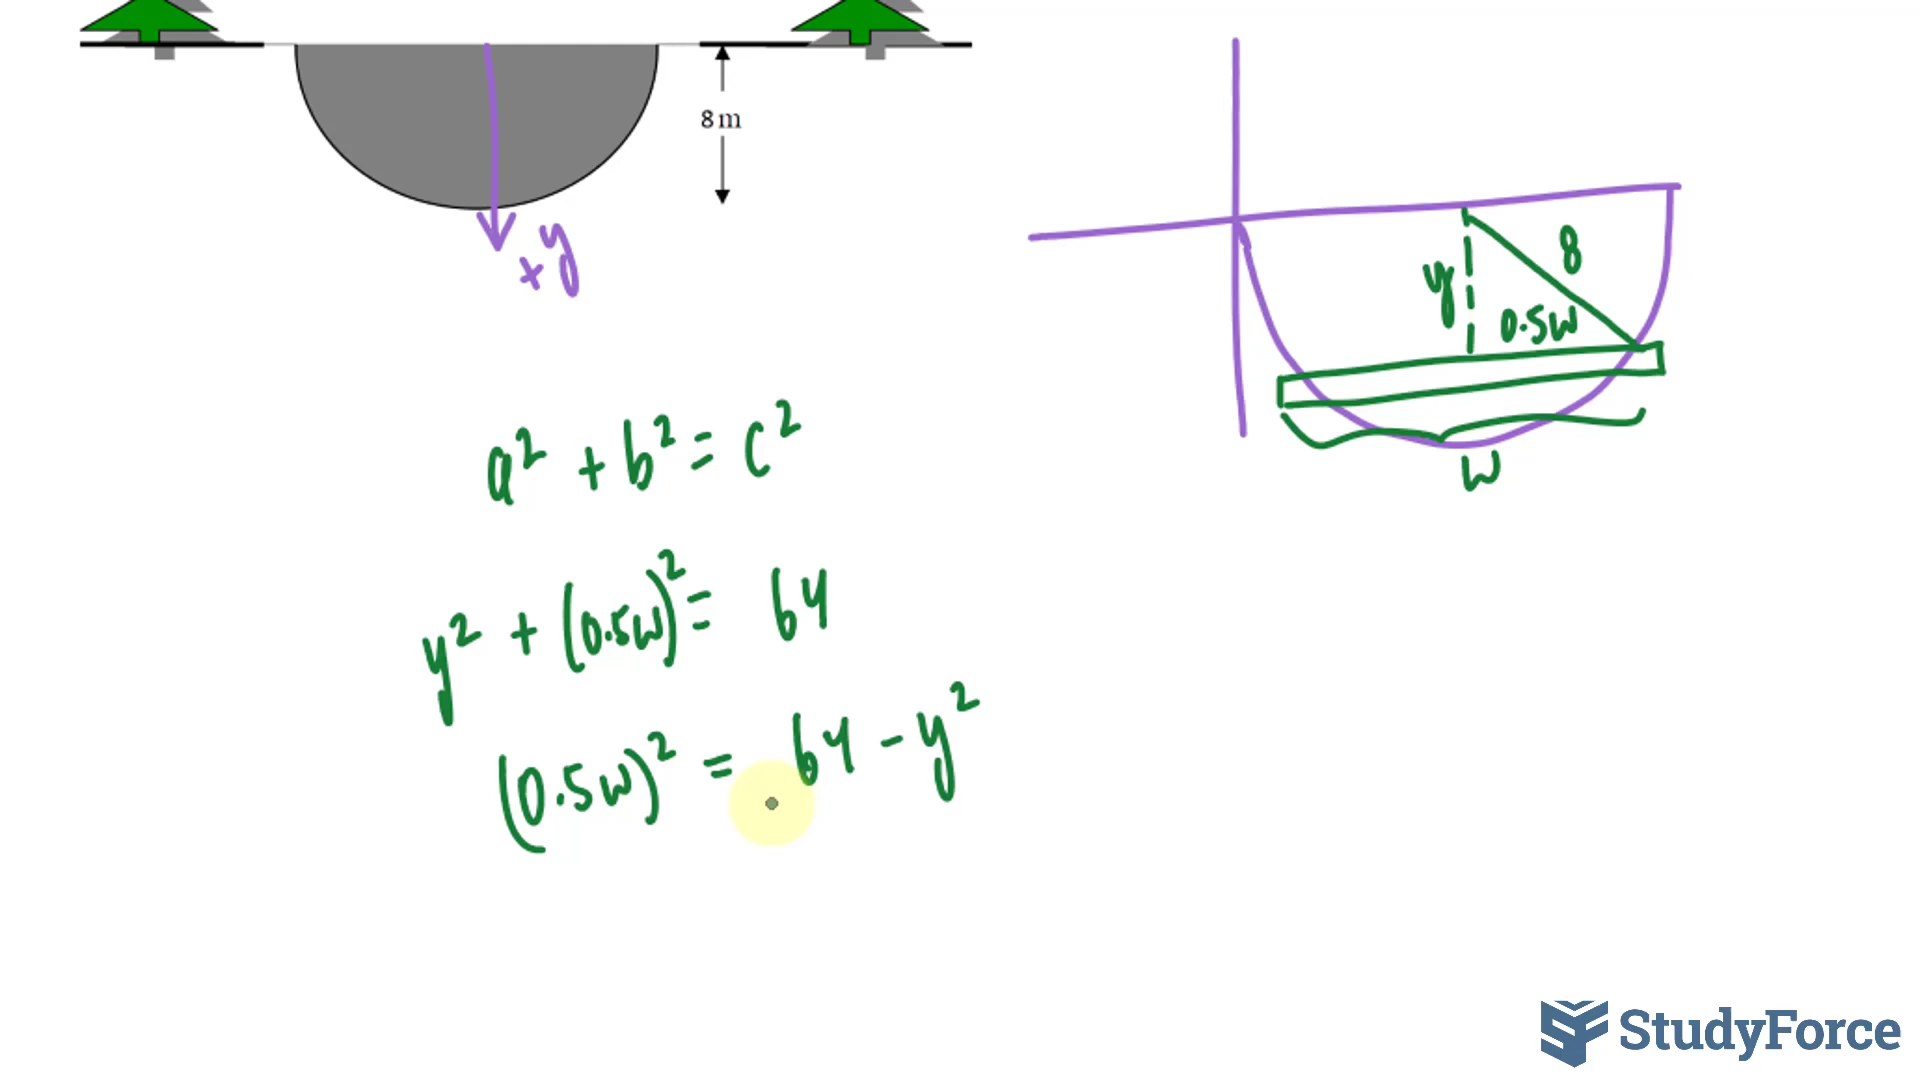 8 m
+y
8
y
0.5w
w
a² + b² = c²
y² + (0.5w)² = 64
(0.5w)² = 64 - y²
StudyForce